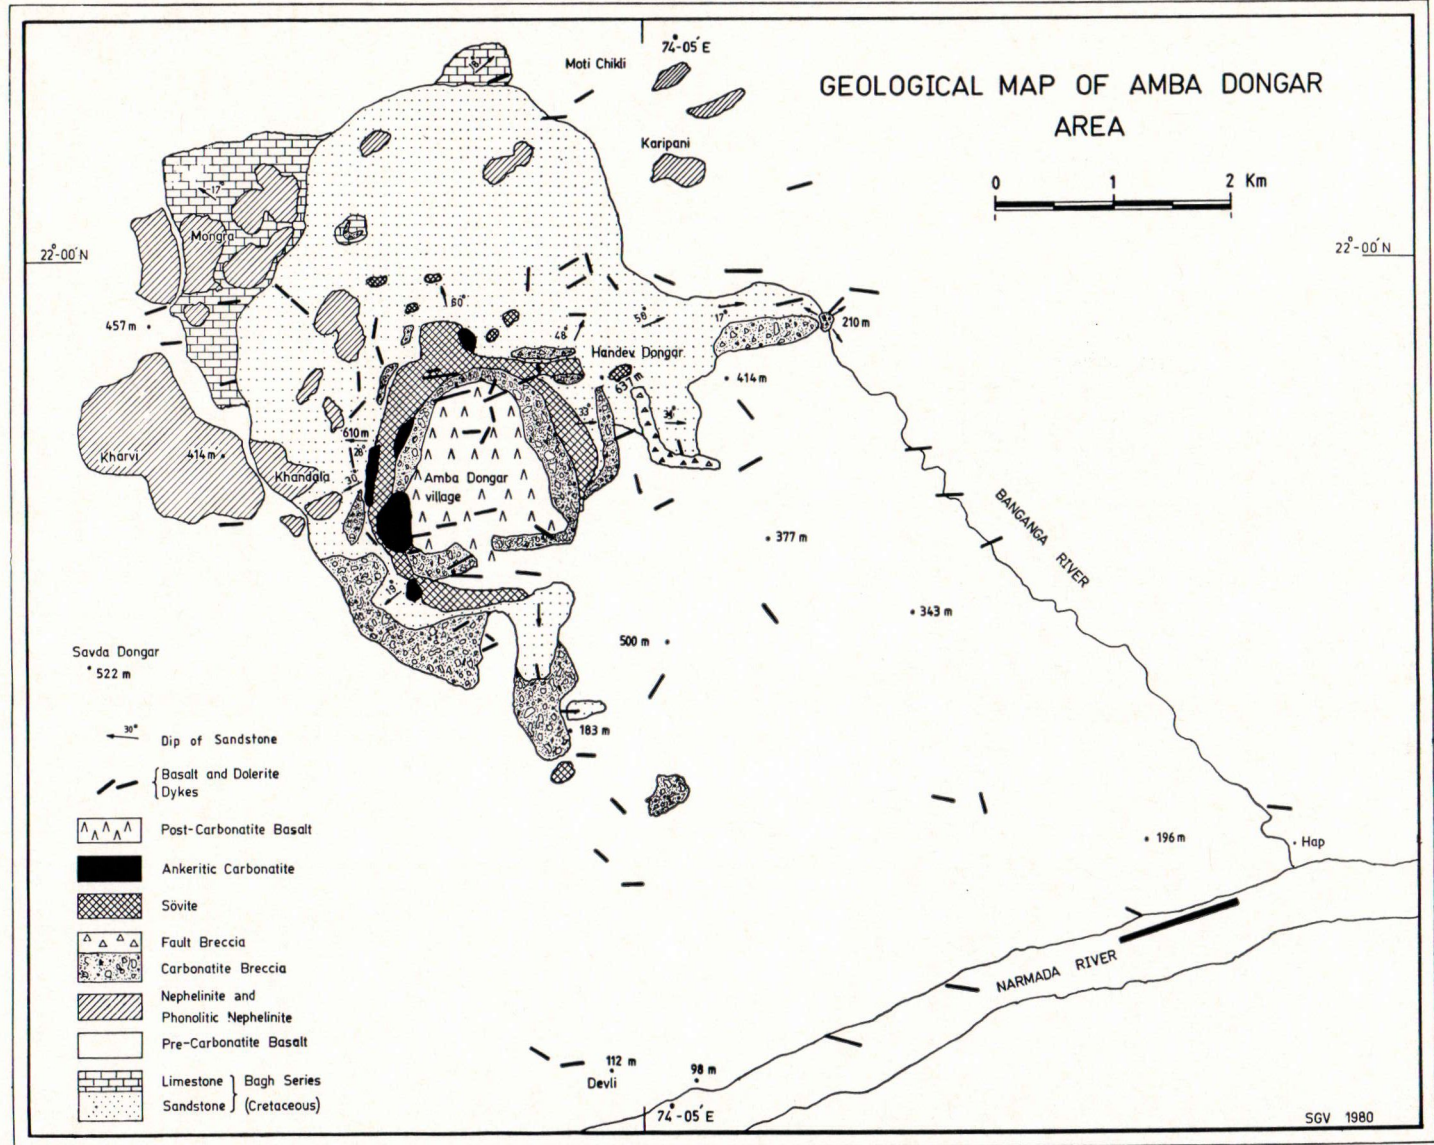 GEOLOGICAL MAP OF AMBA DONGAR
AREA
74°-05′E
Moti Chikli
Karipani
0 1 2 Km
22°-00′N
22°-00′N
18°
17°
Mongra
457 m
60°
48°
58°
17°
210 m
Handev Dongar
637 m
414 m
33°
610 m
28°
30°
Kharvi
414 m
Khandala
Amba Dongar
village
BANGANGA RIVER
377 m
343 m
19°
500 m
Savda Dongar
522 m
183 m
196 m
Hap
NARMADA RIVER
112 m
Devli
98 m
74°-05′E
SGV 1980
30°
Dip of Sandstone
Basalt and Dolerite
Dykes
Post-Carbonatite Basalt
Ankeritic Carbonatite
Sövite
Fault Breccia
Carbonatite Breccia
Nephelinite and
Phonolitic Nephelinite
Pre-Carbonatite Basalt
Limestone } Bagh Series
Sandstone } (Cretaceous)